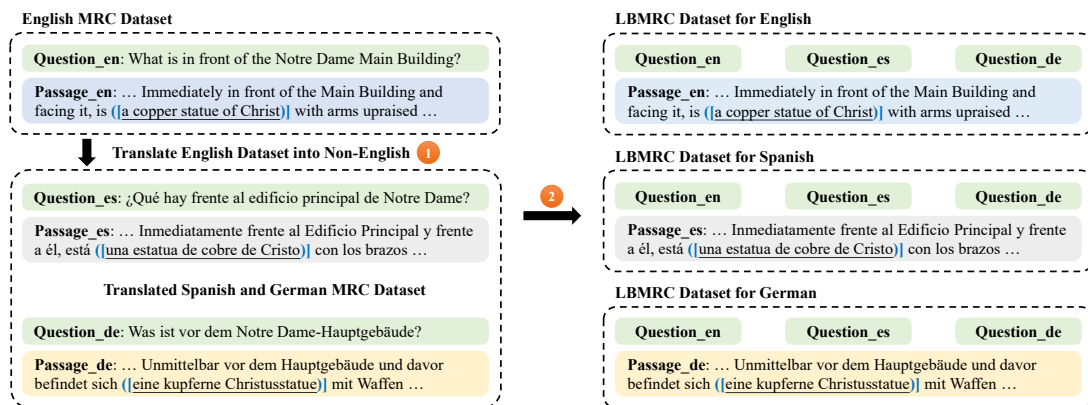 English MRC Dataset
Question_en: What is in front of the Notre Dame Main Building?
Passage_en: … Immediately in front of the Main Building and
facing it, is ([a copper statue of Christ)] with arms upraised …
Translate English Dataset into Non-English 1
Question_es: ¿Qué hay frente al edificio principal de Notre Dame?
Passage_es: … Inmediatamente frente al Edificio Principal y frente
a él, está ([una estatua de cobre de Cristo)] con los brazos …
Translated Spanish and German MRC Dataset
Question_de: Was ist vor dem Notre Dame-Hauptgebäude?
Passage_de: … Unmittelbar vor dem Hauptgebäude und davor
befindet sich ([eine kupferne Christusstatue)] mit Waffen …
2
LBMRC Dataset for English
Question_en Question_es Question_de
Passage_en: … Immediately in front of the Main Building and
facing it, is ([a copper statue of Christ)] with arms upraised …
LBMRC Dataset for Spanish
Question_en Question_es Question_de
Passage_es: … Inmediatamente frente al Edificio Principal y frente
a él, está ([una estatua de cobre de Cristo)] con los brazos …
LBMRC Dataset for German
Question_en Question_es Question_de
Passage_de: … Unmittelbar vor dem Hauptgebäude und davor
befindet sich ([eine kupferne Christusstatue)] mit Waffen …